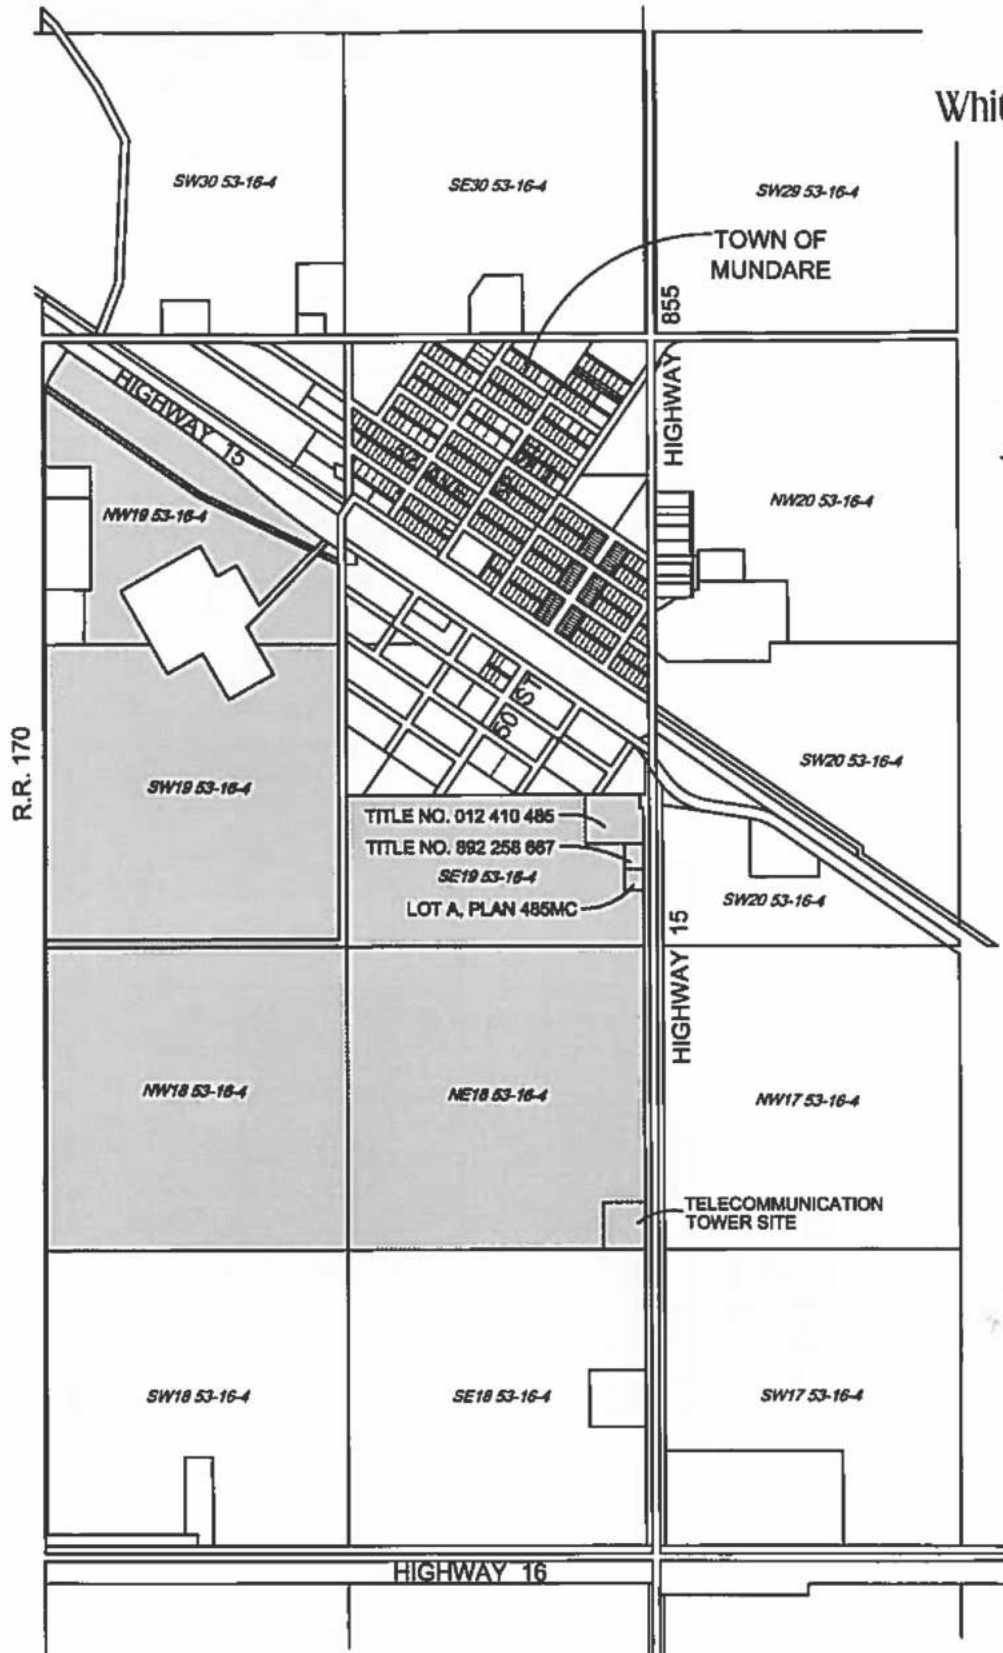 Whit
SW30 53-16-4
SE30 53-16-4
SW29 53-16-4
TOWN OF
MUNDARE
HIGHWAY 855
HIGHWAY 15
NW19 53-16-4
NW20 53-16-4
50 ST
R.R. 170
SW19 53-16-4
SW20 53-16-4
TITLE NO. 012 410 485
TITLE NO. 892 258 667
SE19 53-16-4
LOT A, PLAN 485MC
SW20 53-16-4
HIGHWAY 15
NW18 53-16-4
NE18 53-16-4
NW17 53-16-4
TELECOMMUNICATION
TOWER SITE
SW18 53-16-4
SE18 53-16-4
SW17 53-16-4
HIGHWAY 16